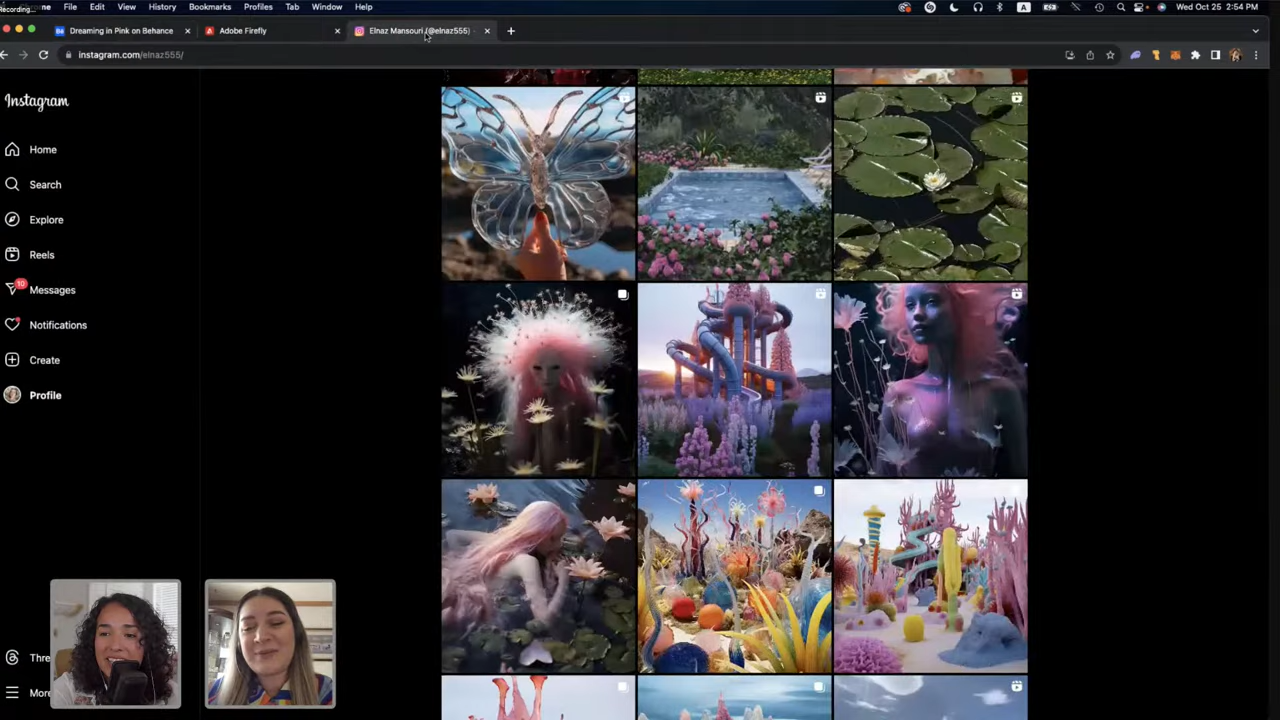 Recording...
File Edit View History Bookmarks Profiles Tab Window Help
A
Wed Oct 25 2:54 PM
Dreaming in Pink on Behance
Adobe Firefly
Elnaz Mansouri (@elnaz555)
instagram.com/elnaz555/
Instagram
Home
Search
Explore
Reels
10
Messages
Notifications
Create
Profile
Thre
More